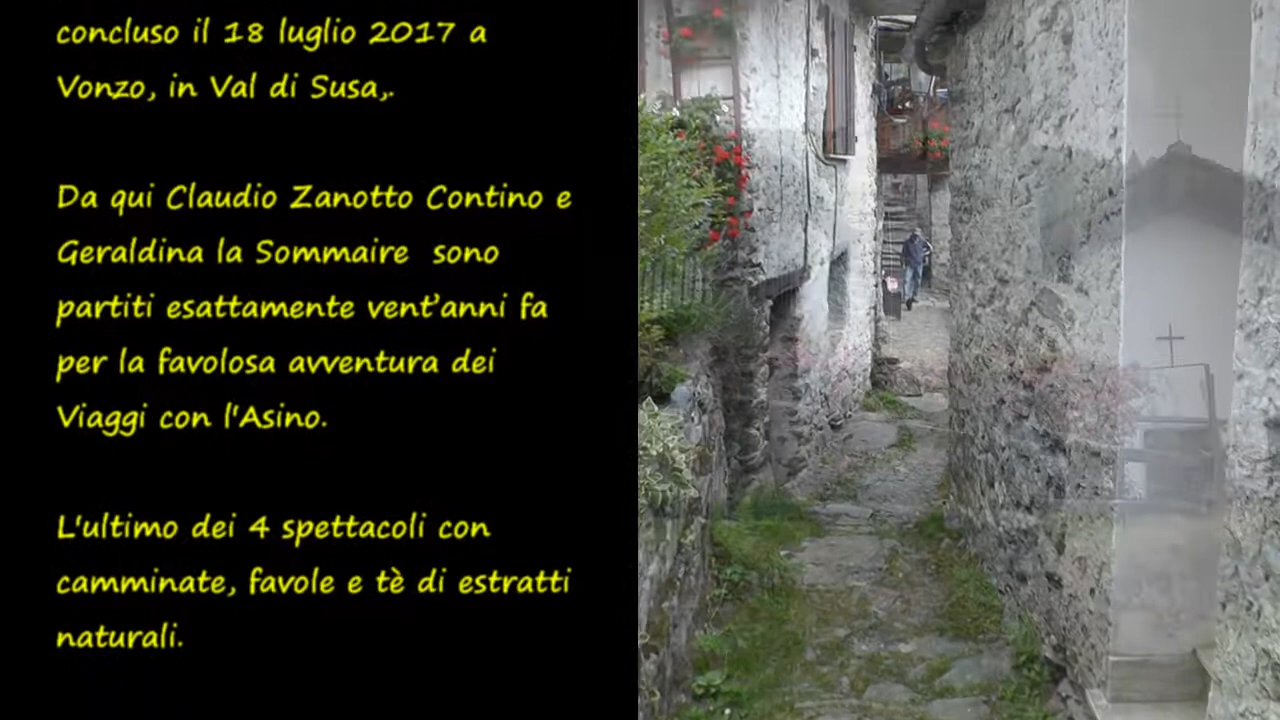 concluso il 18 luglio 2017 a
Vonzo, in Val di Susa,.
Da qui Claudio Zanotto Contino e
Geraldina la Sommaire sono
partiti esattamente vent'anni fa
per la favolosa avventura dei
Viaggi con l'Asino.
L'ultimo dei 4 spettacoli con
camminate, favole e tè di estratti
naturali.